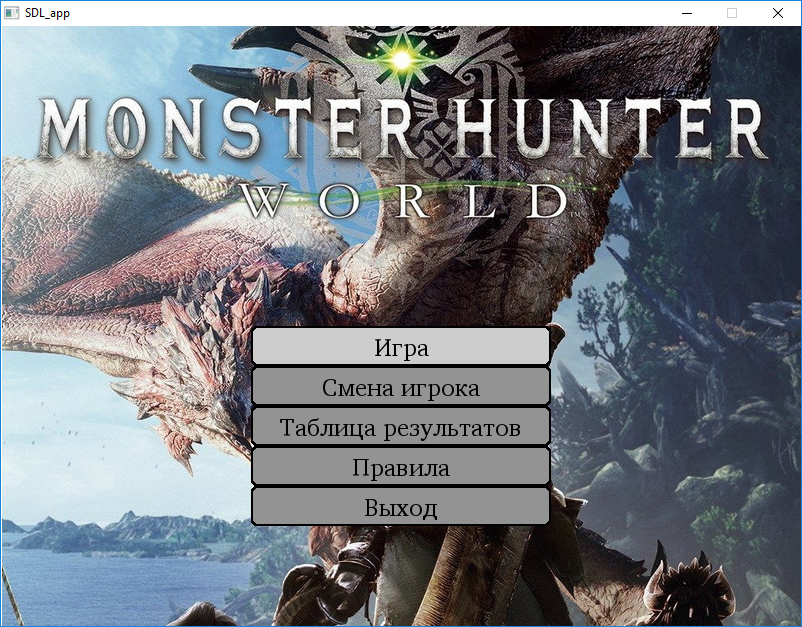 SDL_app
MONSTER HUNTER
WORLD
Игра
Смена игрока
Таблица результатов
Правила
Выход